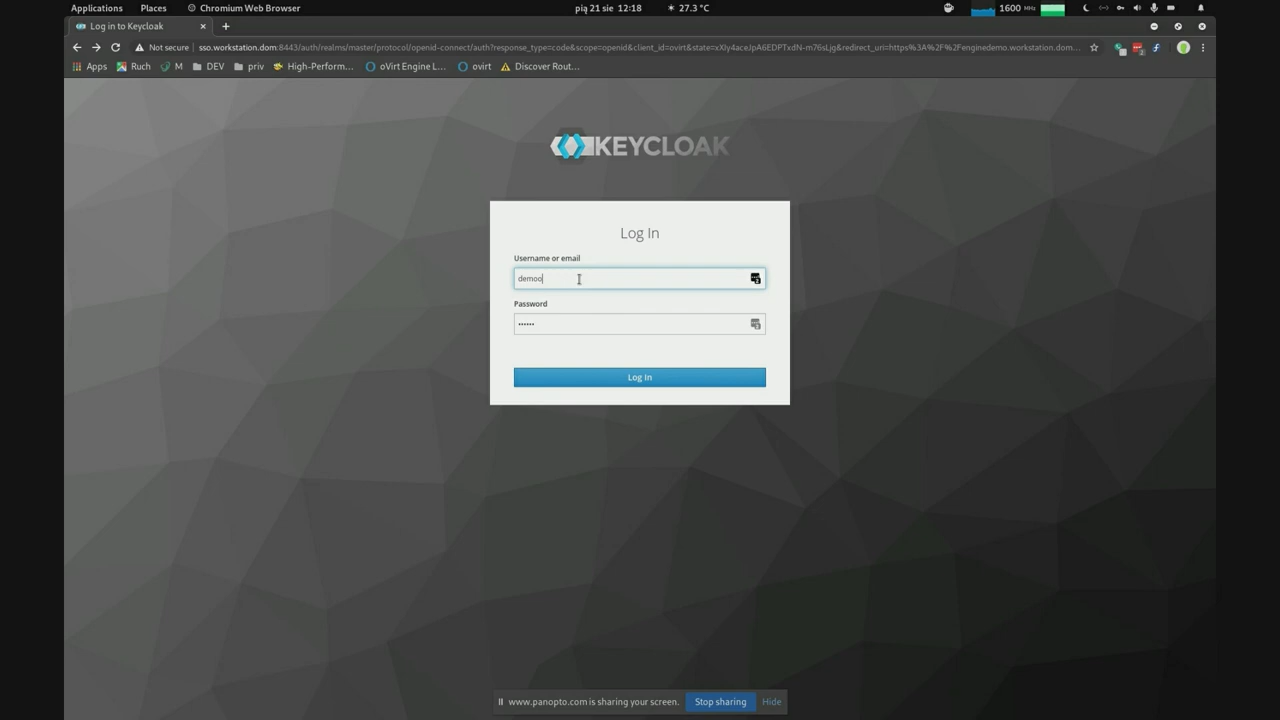 Applications Places Chromium Web Browser pią 21 sie 12:18 27.3 °C 1600 MHz
Log in to Keycloak
Not secure sso.workstation.dom:8443/auth/realms/master/protocol/openid-connect/auth?response_type=code&scope=openid&client_id=ovirt&state=xXIy4aceJpA6EDPTxdN-m76sLjg&redirect_uri=https%3A%2F%2Fenginedemo.workstation.dom...
Apps Ruch M DEV priv High-Perform... oVirt Engine L... ovirt Discover Rout...
KEYCLOAK
Log In
Username or email
demoo
Password
••••••
Log In
www.panopto.com is sharing your screen. Stop sharing Hide